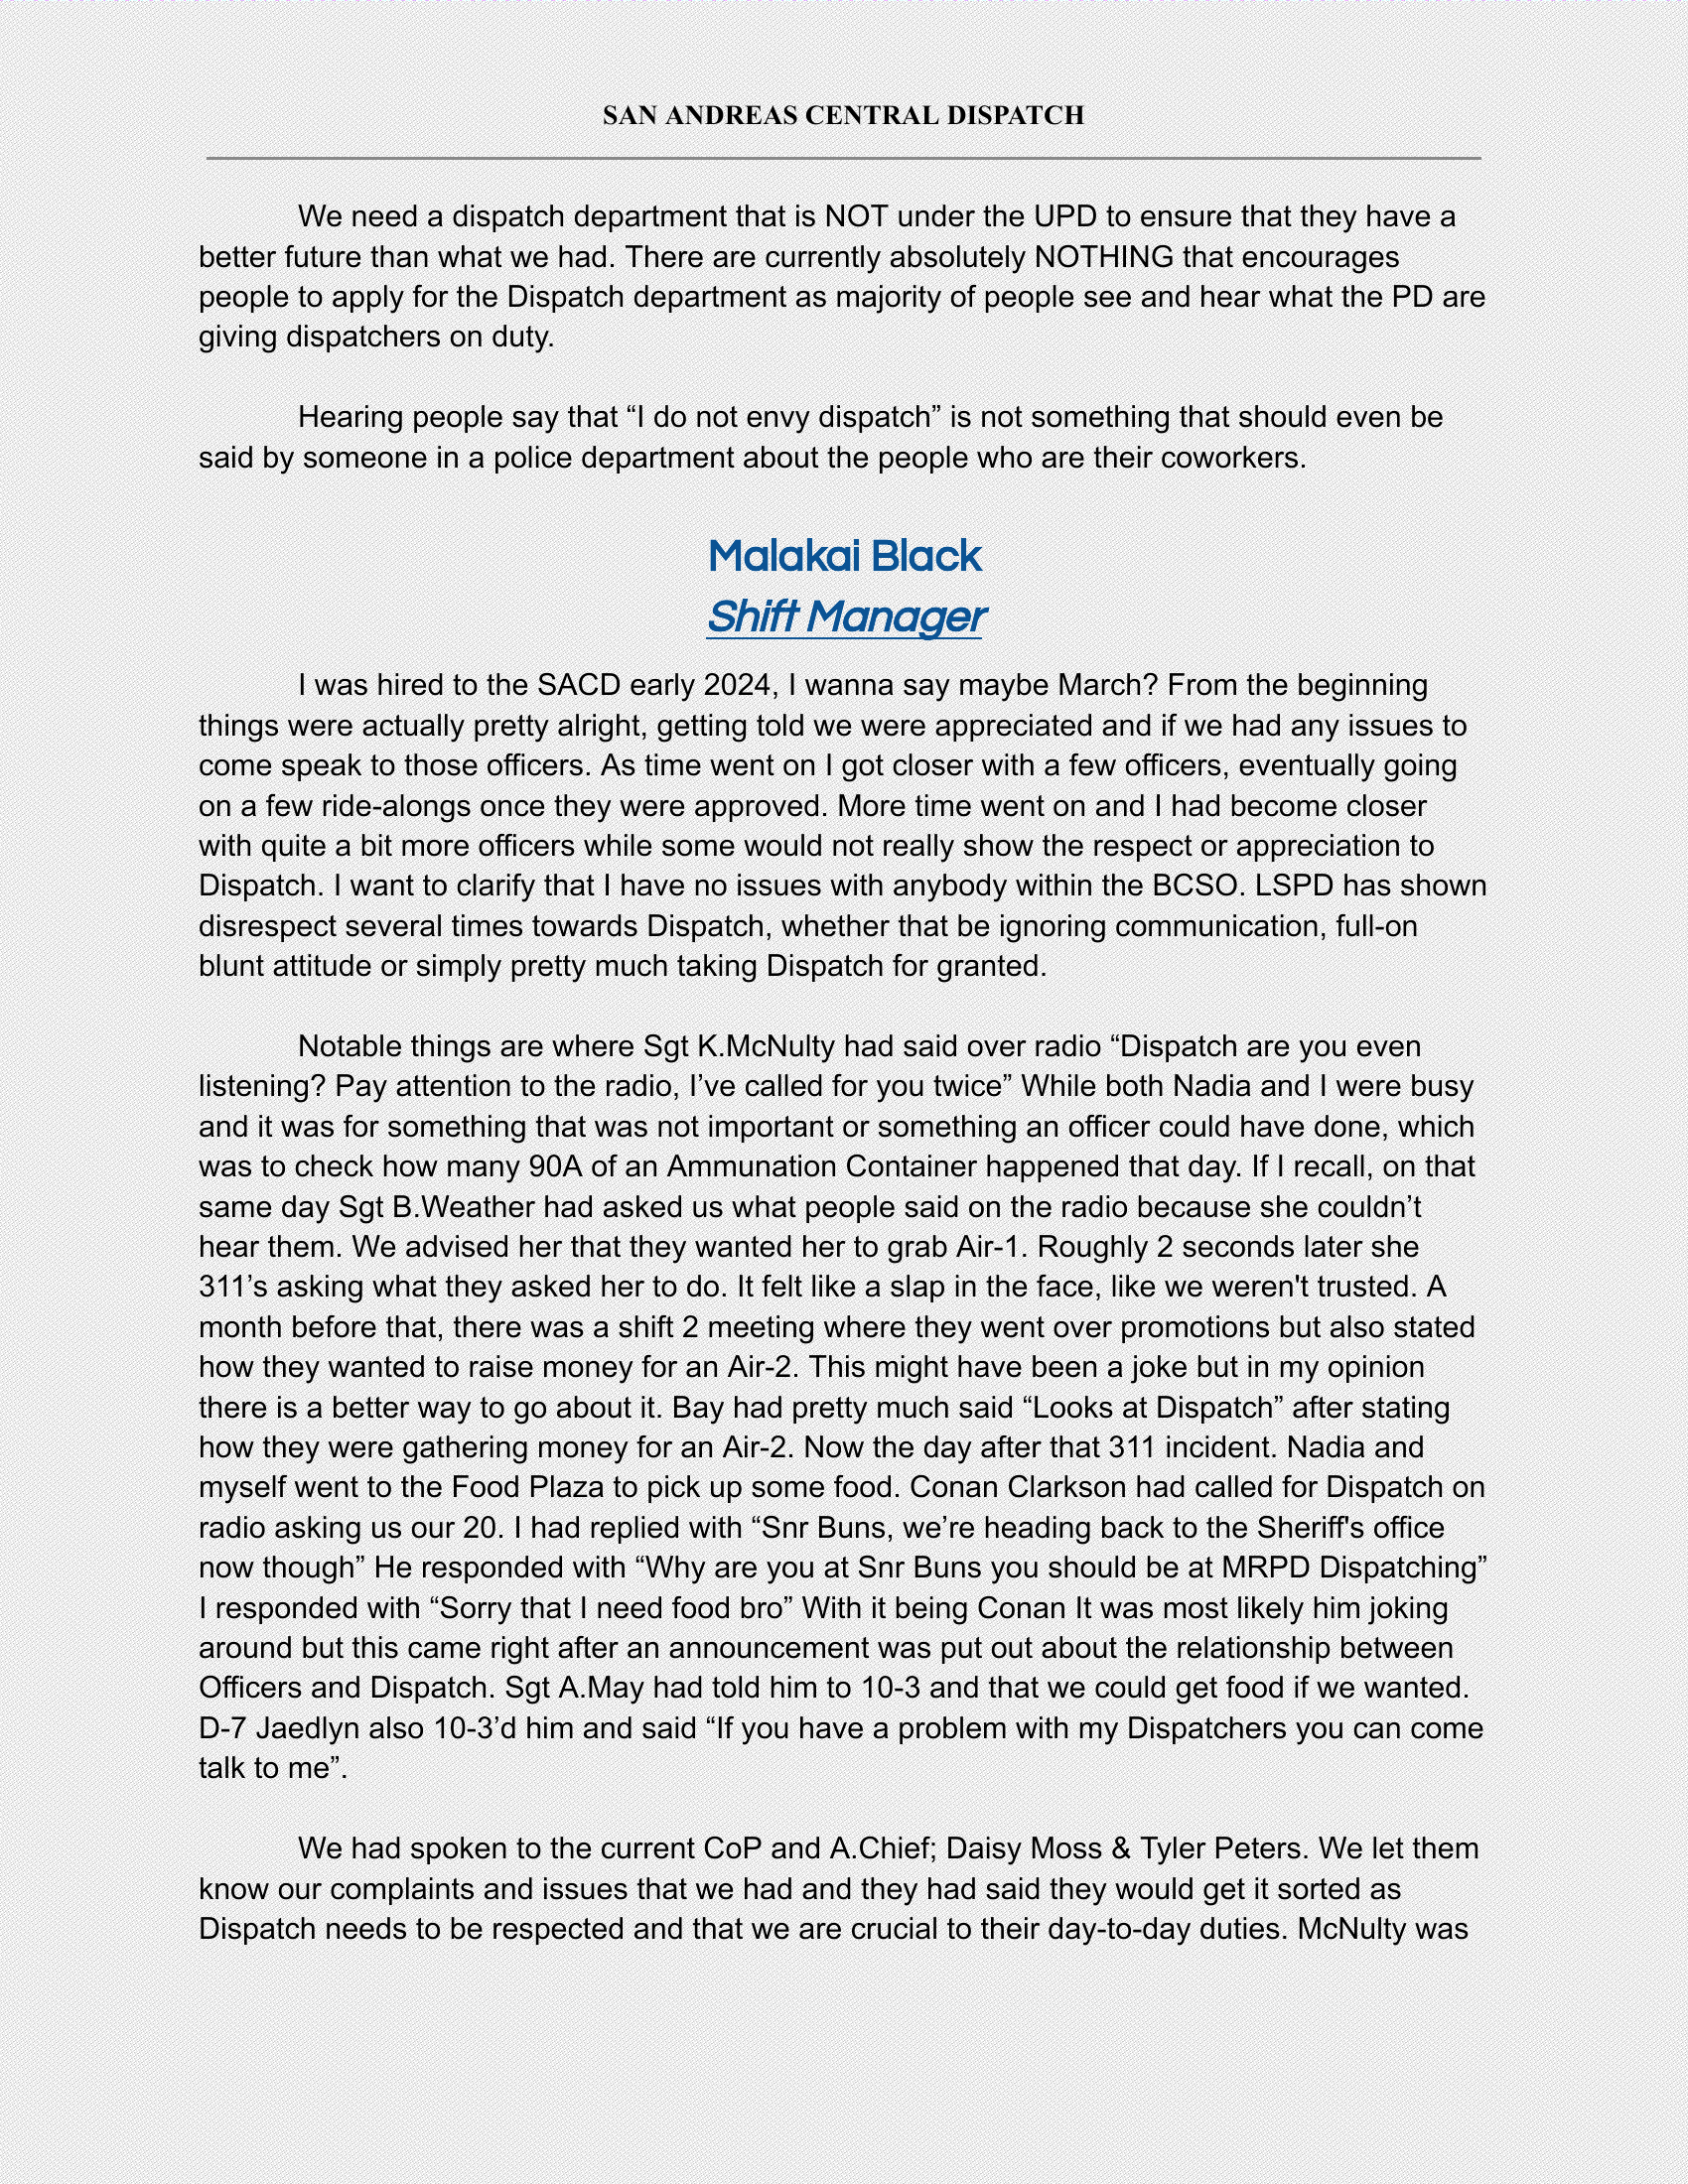 SAN ANDREAS CENTRAL DISPATCH
We need a dispatch department that is NOT under the UPD to ensure that they have a
better future than what we had. There are currently absolutely NOTHING that encourages
people to apply for the Dispatch department as majority of people see and hear what the PD are
giving dispatchers on duty.
Hearing people say that “I do not envy dispatch” is not something that should even be
said by someone in a police department about the people who are their coworkers.
Malakai Black
Shift Manager
I was hired to the SACD early 2024, I wanna say maybe March? From the beginning
things were actually pretty alright, getting told we were appreciated and if we had any issues to
come speak to those officers. As time went on I got closer with a few officers, eventually going
on a few ride-alongs once they were approved. More time went on and I had become closer
with quite a bit more officers while some would not really show the respect or appreciation to
Dispatch. I want to clarify that I have no issues with anybody within the BCSO. LSPD has shown
disrespect several times towards Dispatch, whether that be ignoring communication, full-on
blunt attitude or simply pretty much taking Dispatch for granted.
Notable things are where Sgt K.McNulty had said over radio “Dispatch are you even
listening? Pay attention to the radio, I’ve called for you twice” While both Nadia and I were busy
and it was for something that was not important or something an officer could have done, which
was to check how many 90A of an Ammunation Container happened that day. If I recall, on that
same day Sgt B.Weather had asked us what people said on the radio because she couldn’t
hear them. We advised her that they wanted her to grab Air-1. Roughly 2 seconds later she
311’s asking what they asked her to do. It felt like a slap in the face, like we weren't trusted. A
month before that, there was a shift 2 meeting where they went over promotions but also stated
how they wanted to raise money for an Air-2. This might have been a joke but in my opinion
there is a better way to go about it. Bay had pretty much said “Looks at Dispatch” after stating
how they were gathering money for an Air-2. Now the day after that 311 incident. Nadia and
myself went to the Food Plaza to pick up some food. Conan Clarkson had called for Dispatch on
radio asking us our 20. I had replied with “Snr Buns, we’re heading back to the Sheriff's office
now though” He responded with “Why are you at Snr Buns you should be at MRPD Dispatching”
I responded with “Sorry that I need food bro” With it being Conan It was most likely him joking
around but this came right after an announcement was put out about the relationship between
Officers and Dispatch. Sgt A.May had told him to 10-3 and that we could get food if we wanted.
D-7 Jaedlyn also 10-3’d him and said “If you have a problem with my Dispatchers you can come
talk to me”.
We had spoken to the current CoP and A.Chief; Daisy Moss & Tyler Peters. We let them
know our complaints and issues that we had and they had said they would get it sorted as
Dispatch needs to be respected and that we are crucial to their day-to-day duties. McNulty was